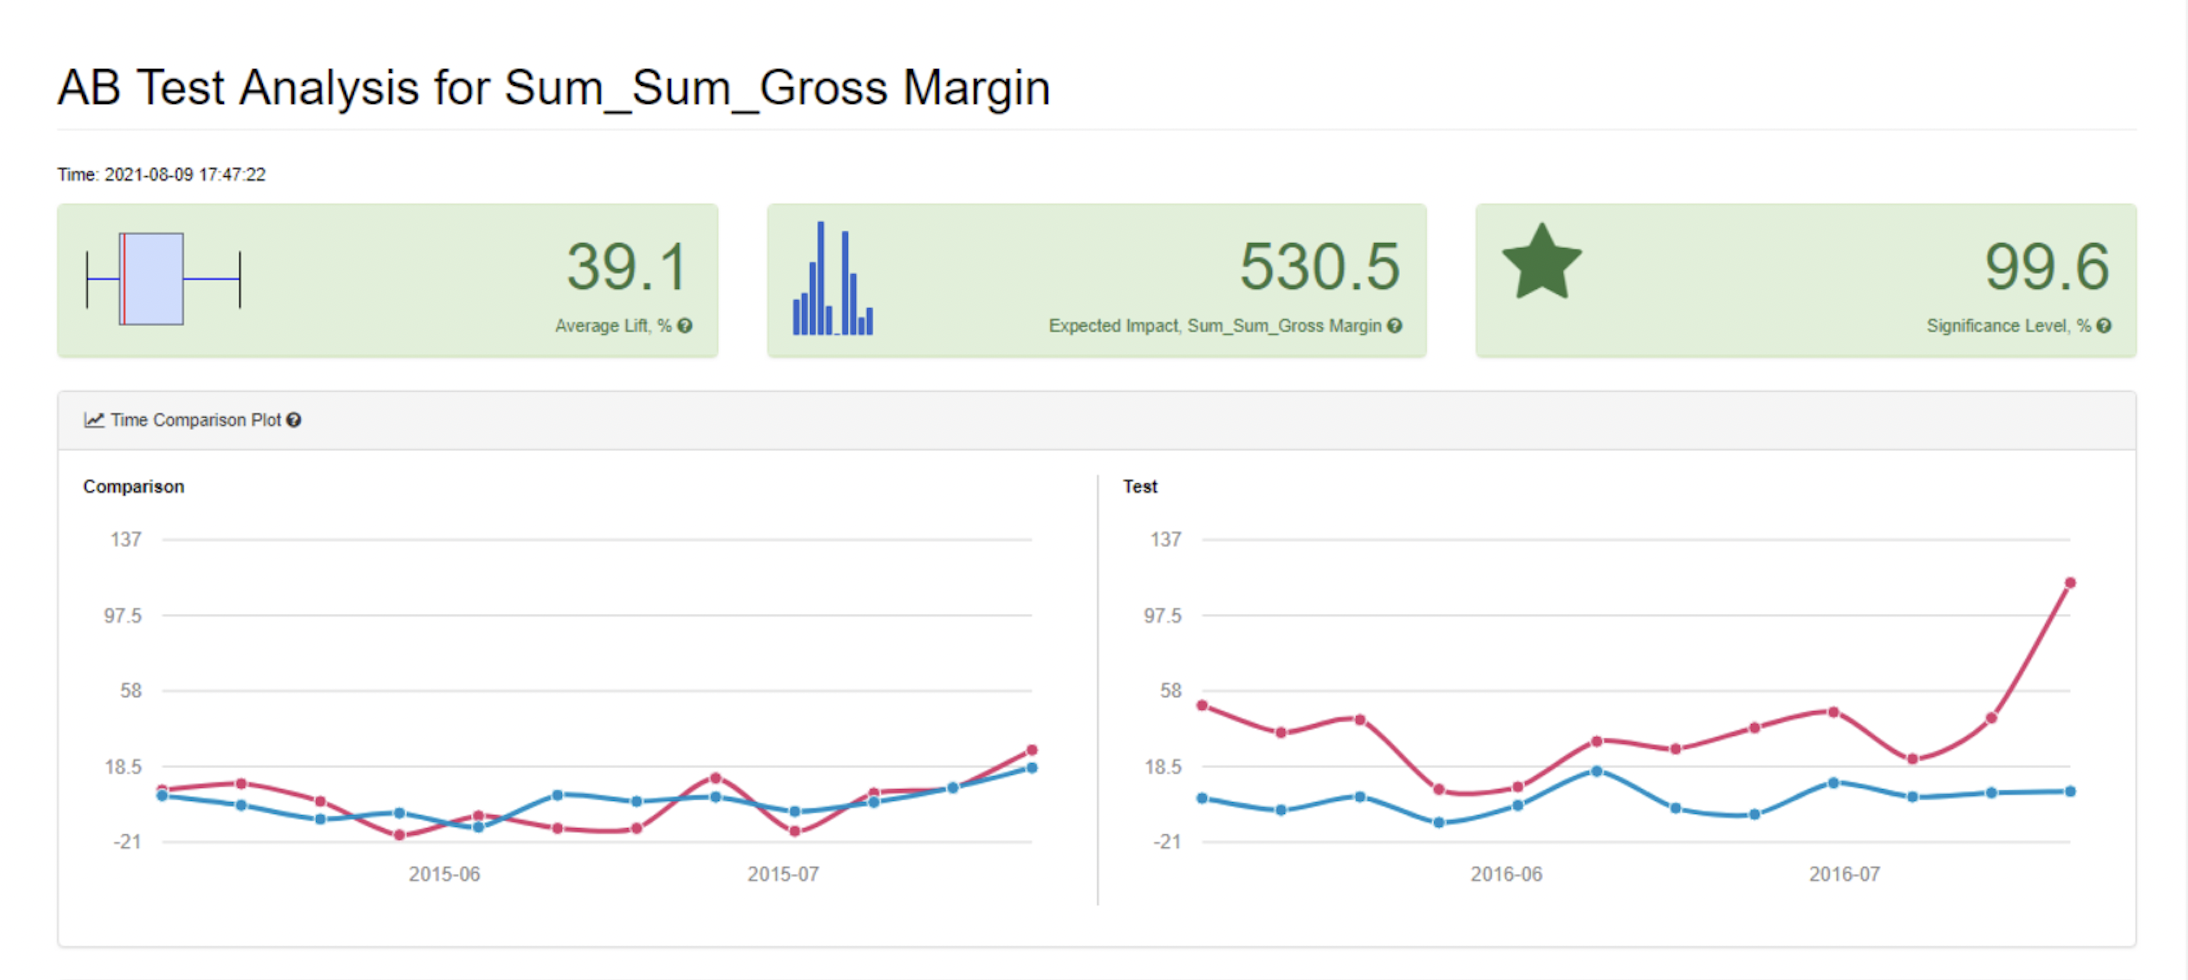 AB Test Analysis for Sum_Sum_Gross Margin
Time: 2021-08-09 17:47:22
39.1
Average Lift, % ?
530.5
Expected Impact, Sum_Sum_Gross Margin ?
99.6
Significance Level, % ?
Time Comparison Plot ?
Comparison
137
97.5
58
18.5
-21
2015-06 2015-07
Test
137
97.5
58
18.5
-21
2016-06 2016-07